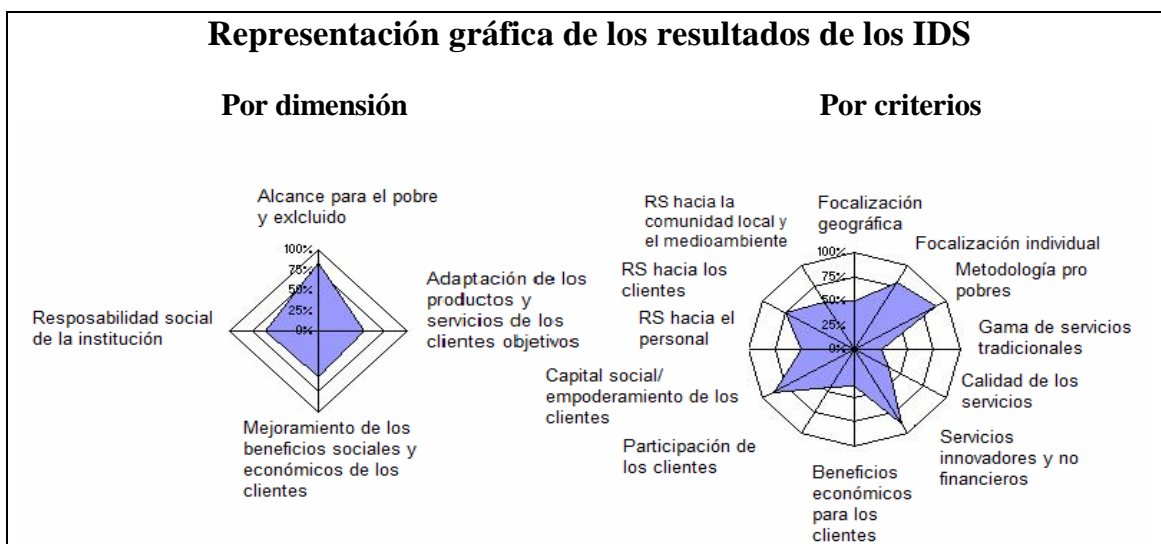 Representación gráfica de los resultados de los IDS
Por dimensión
Alcance para el pobre
y exlcluido
100%
75%
50%
25%
0%
Adaptación de los
productos y
servicios de los
clientes objetivos
Resposabilidad social
de la institución
Mejoramiento de los
beneficios sociales y
económicos de los
clientes
Por criterios
RS hacia la
comunidad local y
el medioambiente
Focalización
geográfica
Focalización individual
Metodología pro
pobres
Gama de servicios
tradicionales
Calidad de los
servicios
Servicios
innovadores y no
financieros
Beneficios
económicos
para los
clientes
Participación de
los clientes
Capital social/
empoderamiento de los
clientes
RS hacia el
personal
RS hacia los
clientes
100%
75%
50%
25%
0%